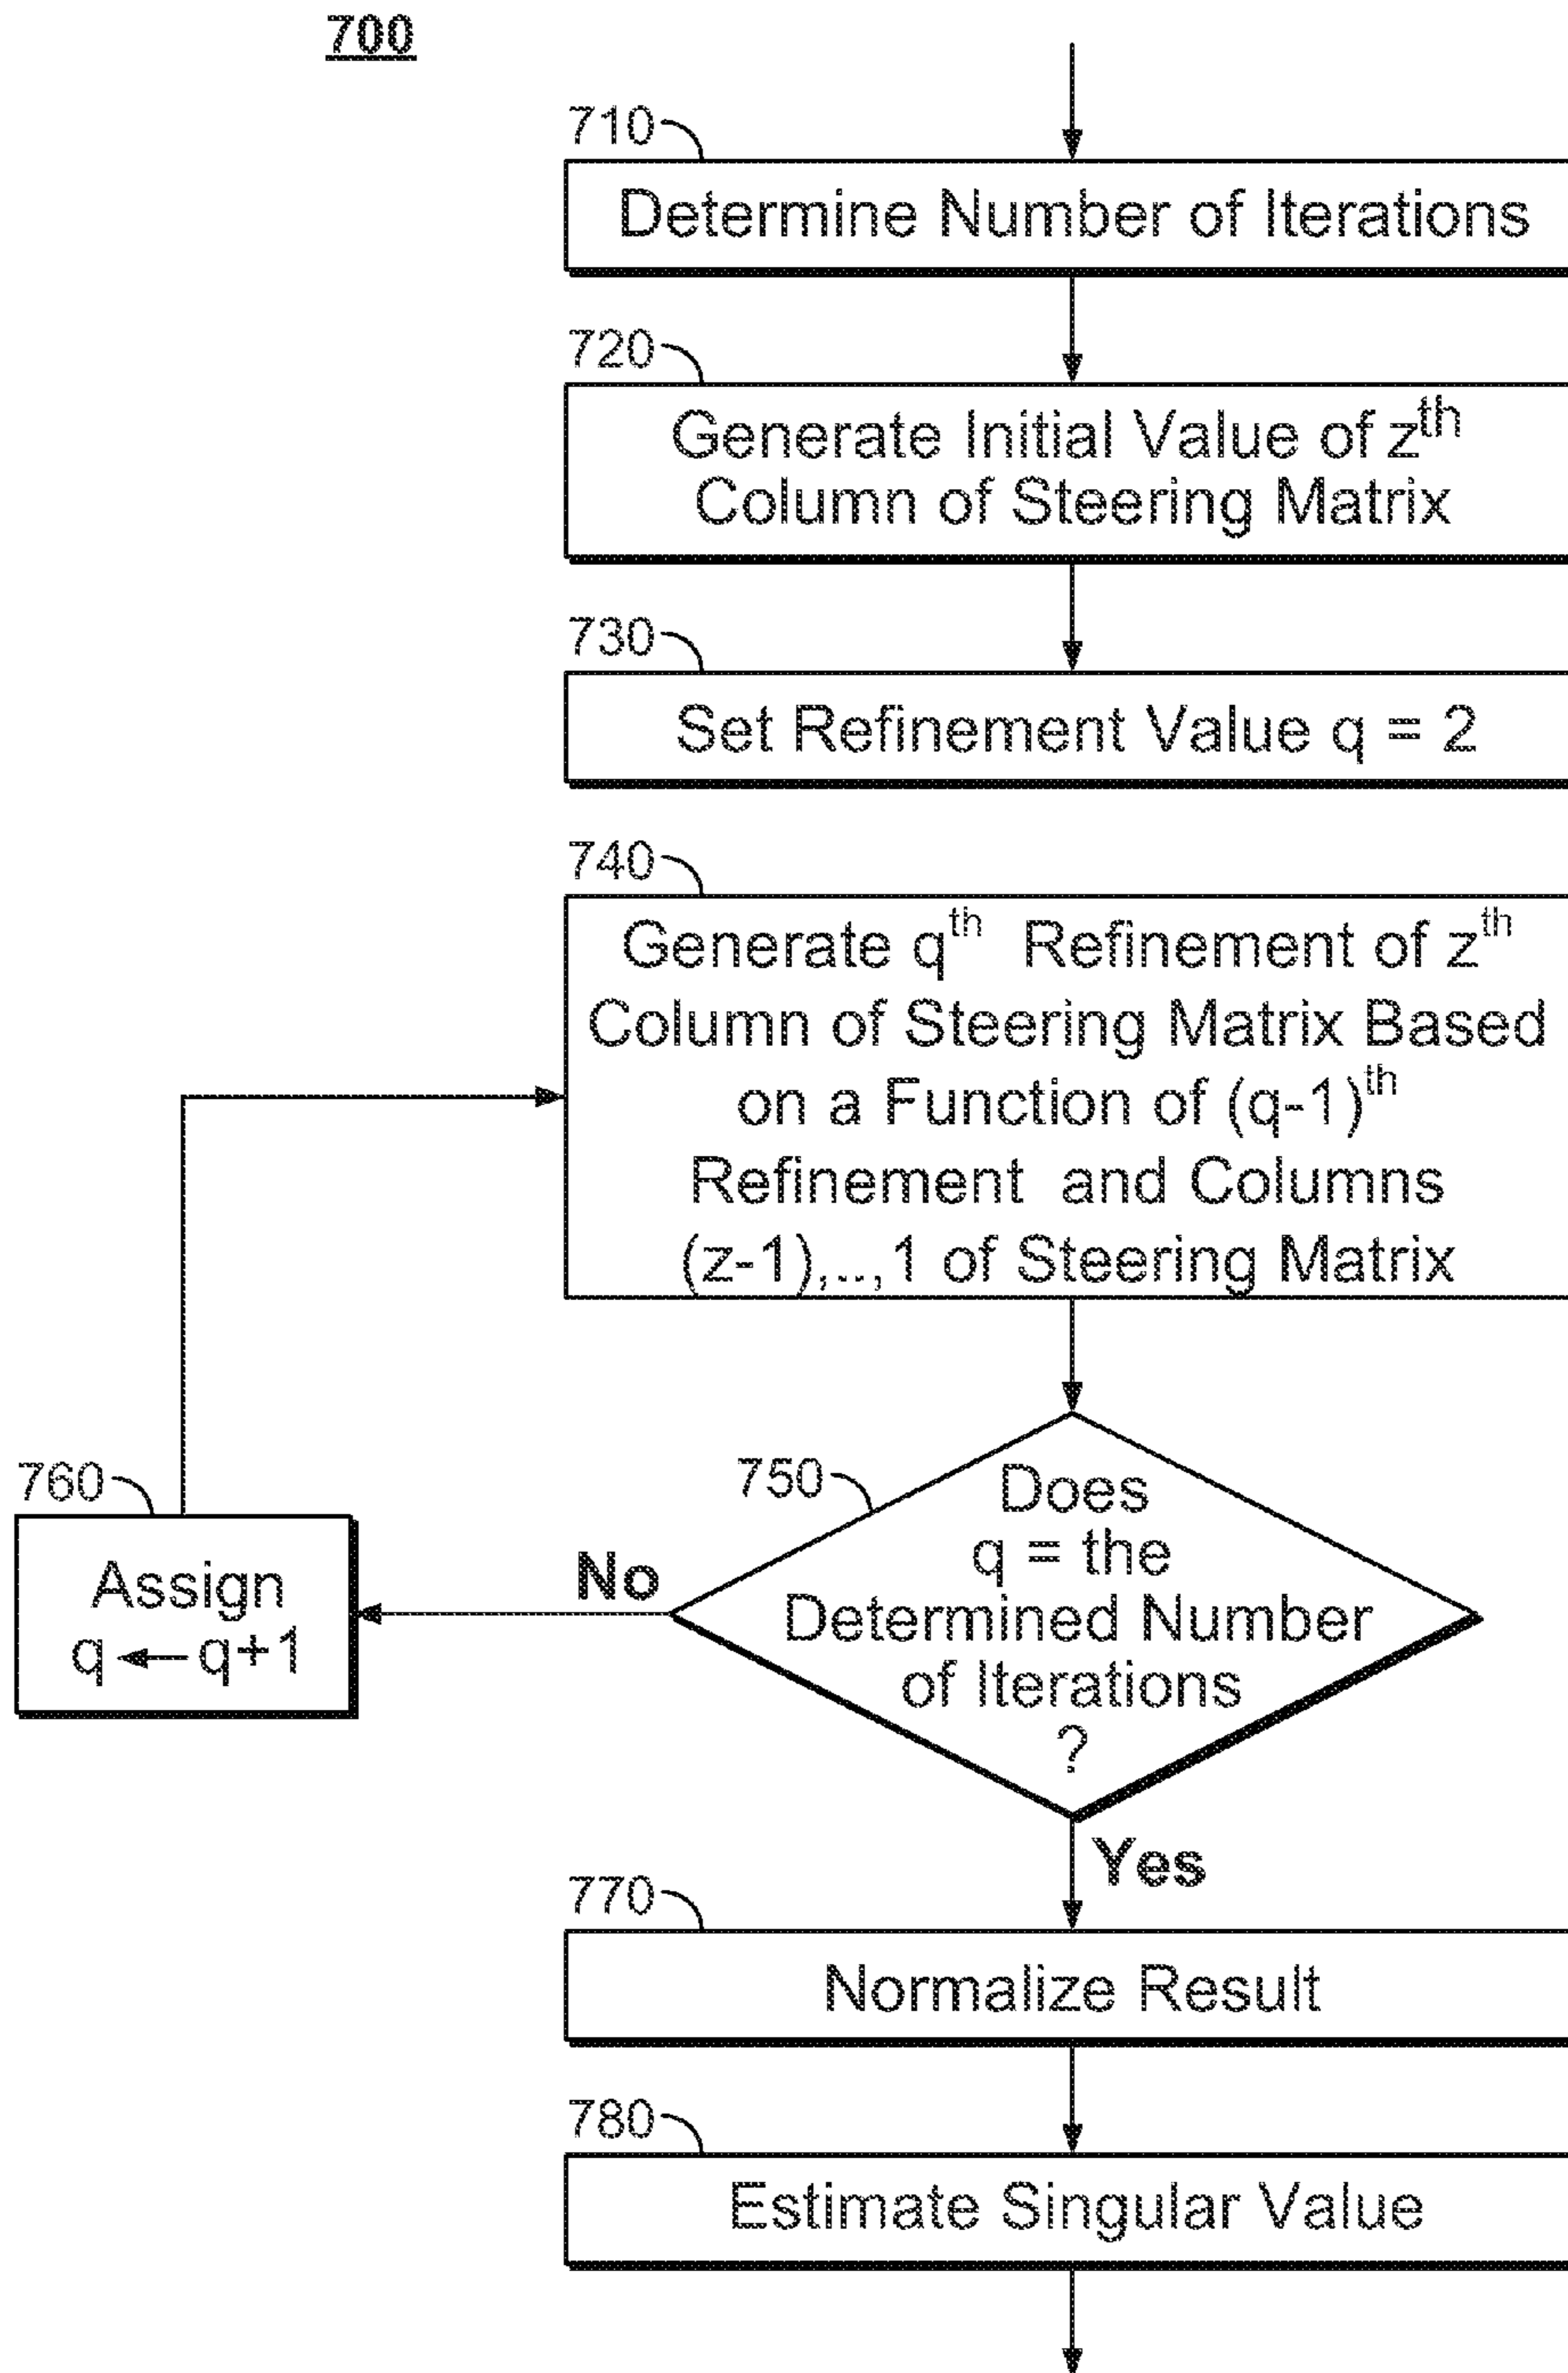 700
710
Determine Number of Iterations
720
Generate Initial Value of zth
Column of Steering Matrix
730
Set Refinement Value q = 2
740
Generate qth Refinement of zth
Column of Steering Matrix Based
on a Function of (q-1)th
Refinement and Columns
(z-1),..,1 of Steering Matrix
750
Does
q = the
Determined Number
of Iterations
?
No
760
Assign
q ← q+1
Yes
770
Normalize Result
780
Estimate Singular Value